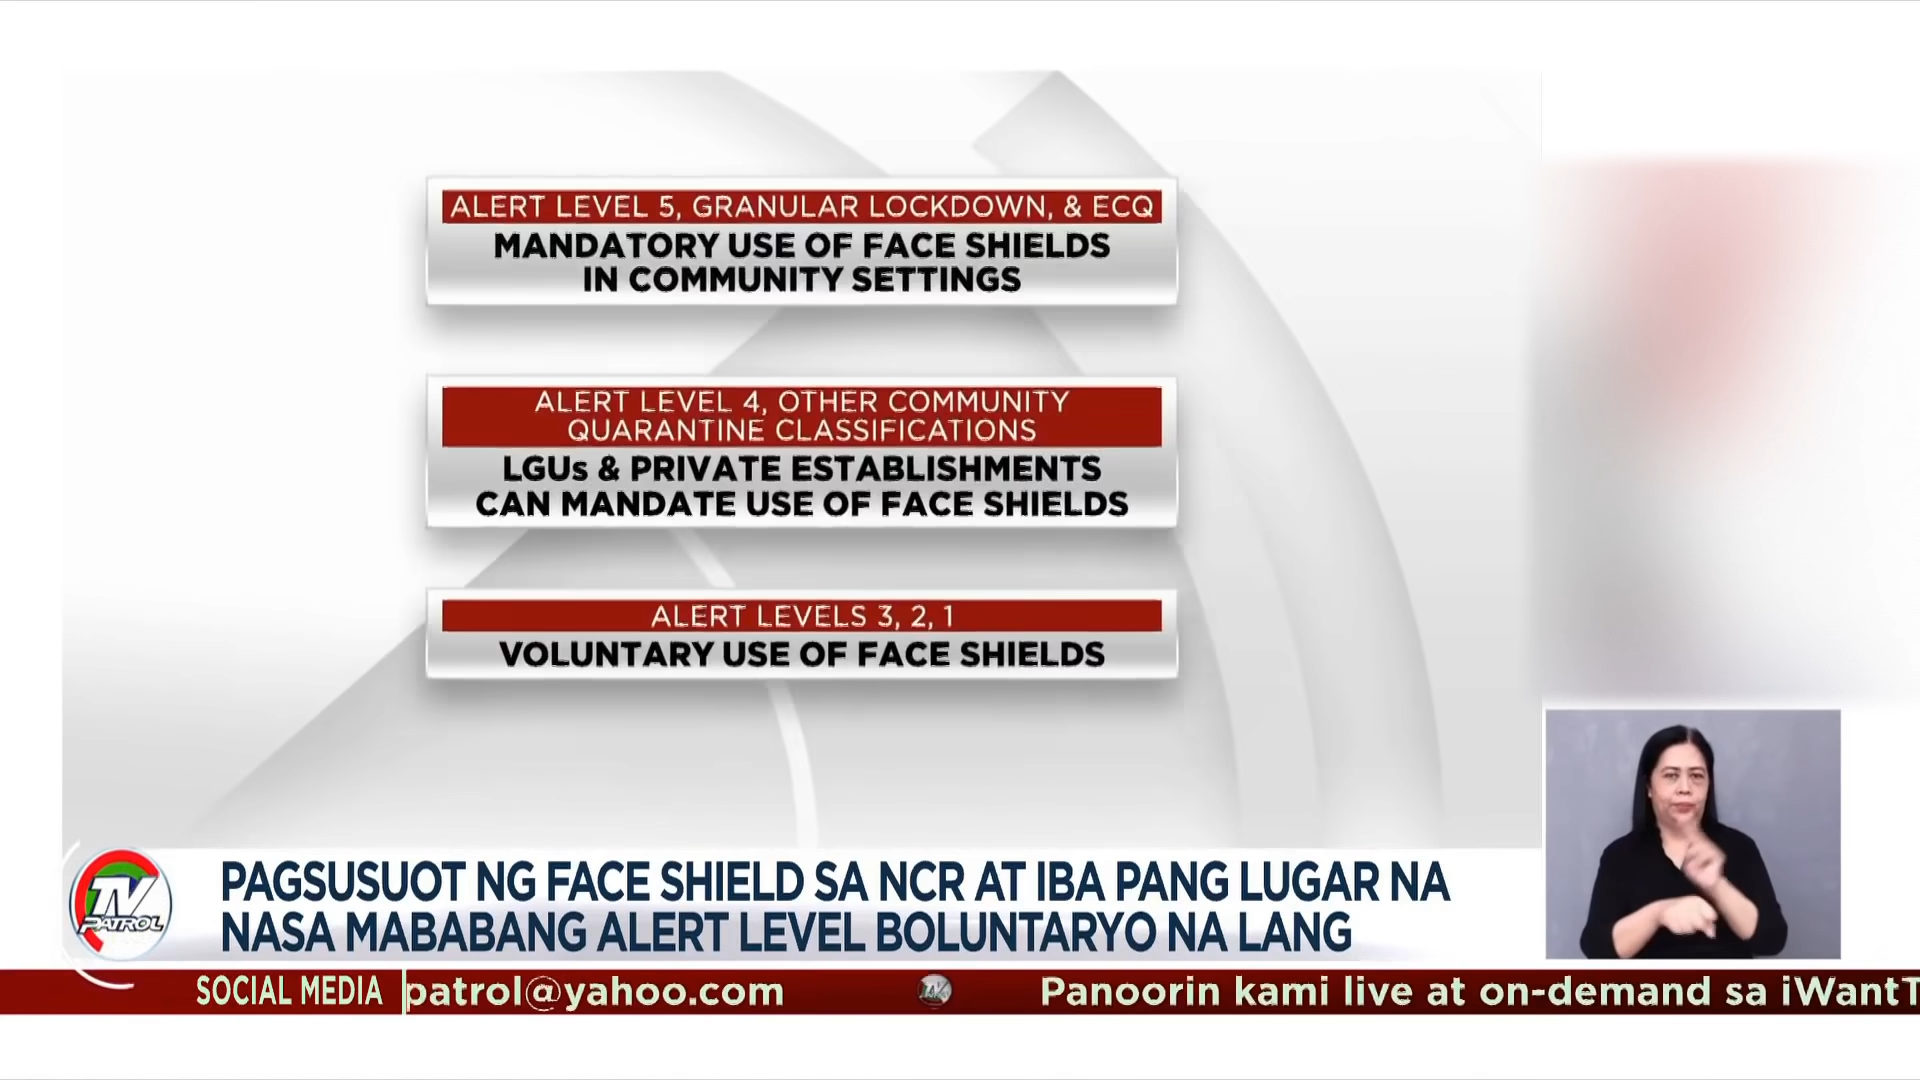 ALERT LEVEL 5, GRANULAR LOCKDOWN, & ECQ
MANDATORY USE OF FACE SHIELDS
IN COMMUNITY SETTINGS
ALERT LEVEL 4, OTHER COMMUNITY
QUARANTINE CLASSIFICATIONS
LGUs & PRIVATE ESTABLISHMENTS
CAN MANDATE USE OF FACE SHIELDS
ALERT LEVELS 3, 2, 1
VOLUNTARY USE OF FACE SHIELDS
TV
PATROL
PAGSUSUOT NG FACE SHIELD SA NCR AT IBA PANG LUGAR NA
NASA MABABANG ALERT LEVEL BOLUNTARYO NA LANG
SOCIAL MEDIA patrol@yahoo.com Panoorin kami live at on-demand sa iWantT